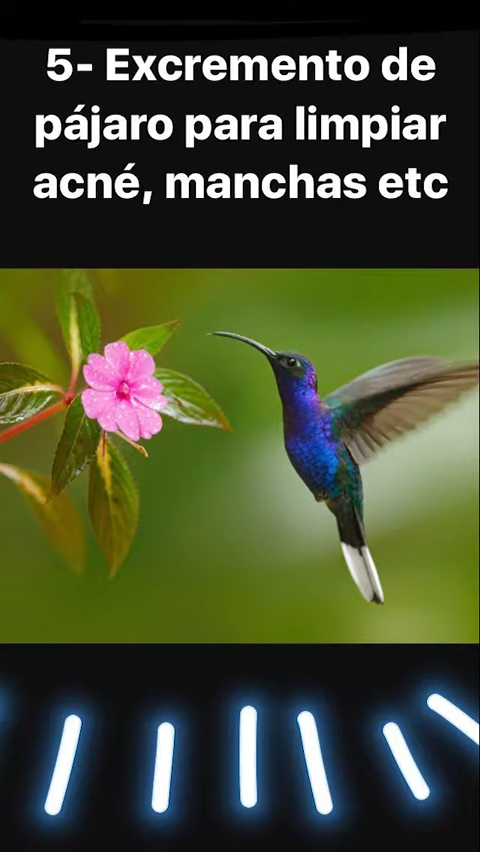 5- Excremento de
pájaro para limpiar
acné, manchas etc